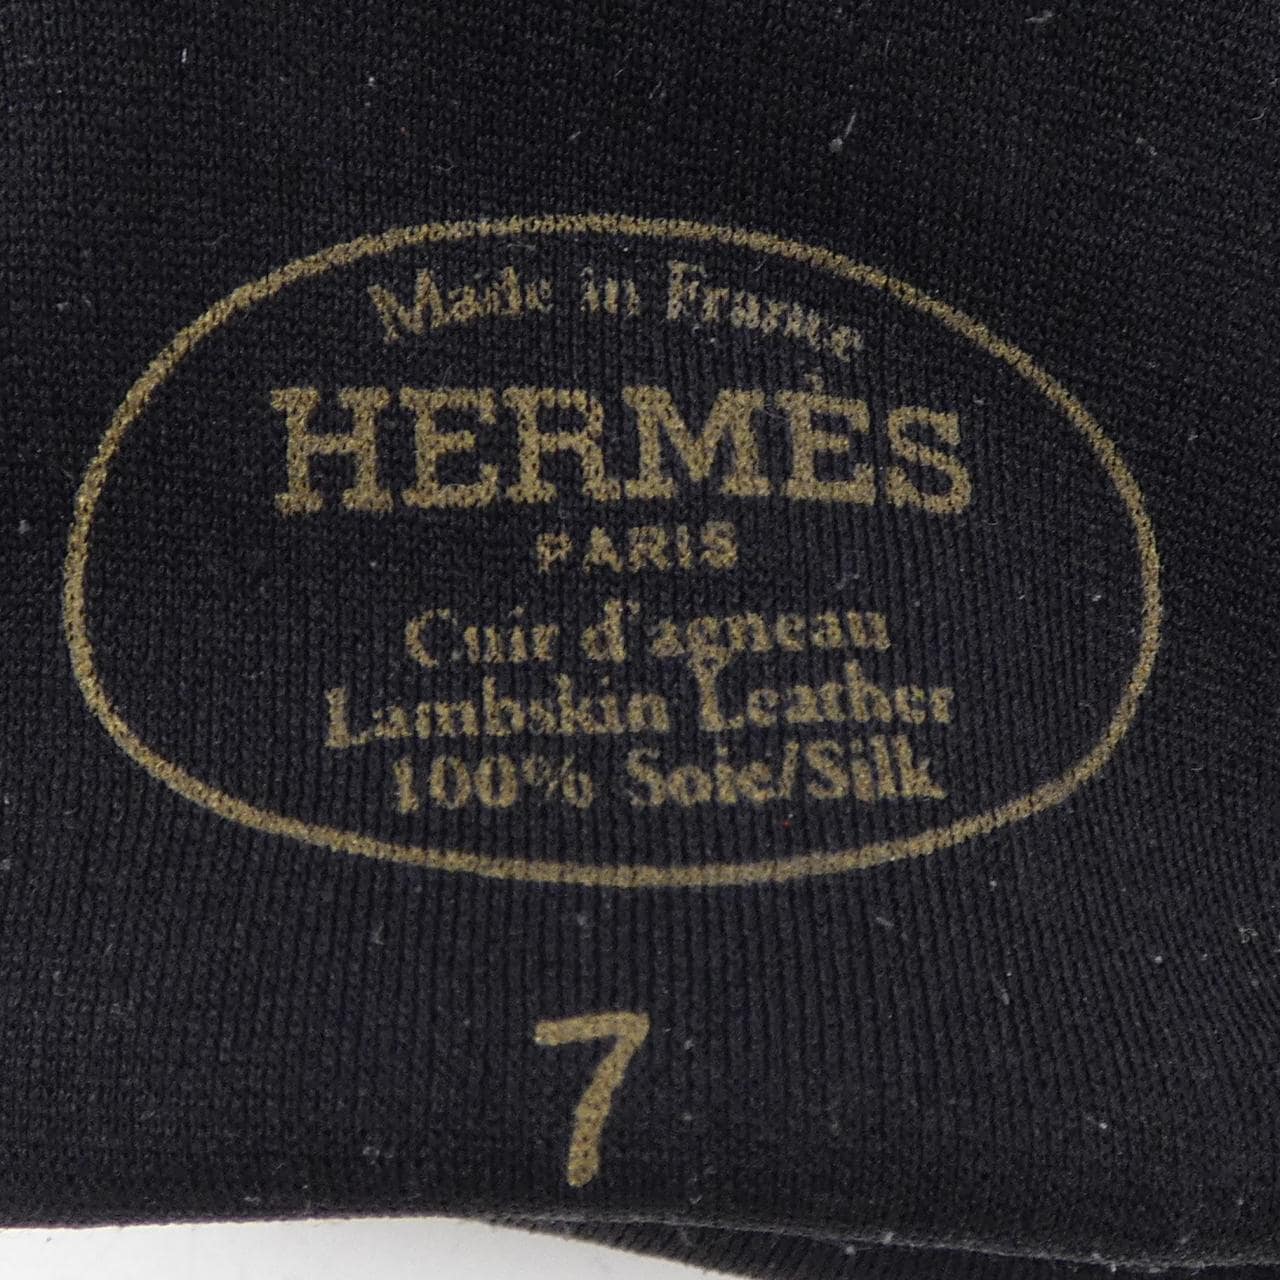 Made in France
HERMÈS
PARIS
Cuir d'agneau
Lambskin Leather
100% Soie/Silk
7